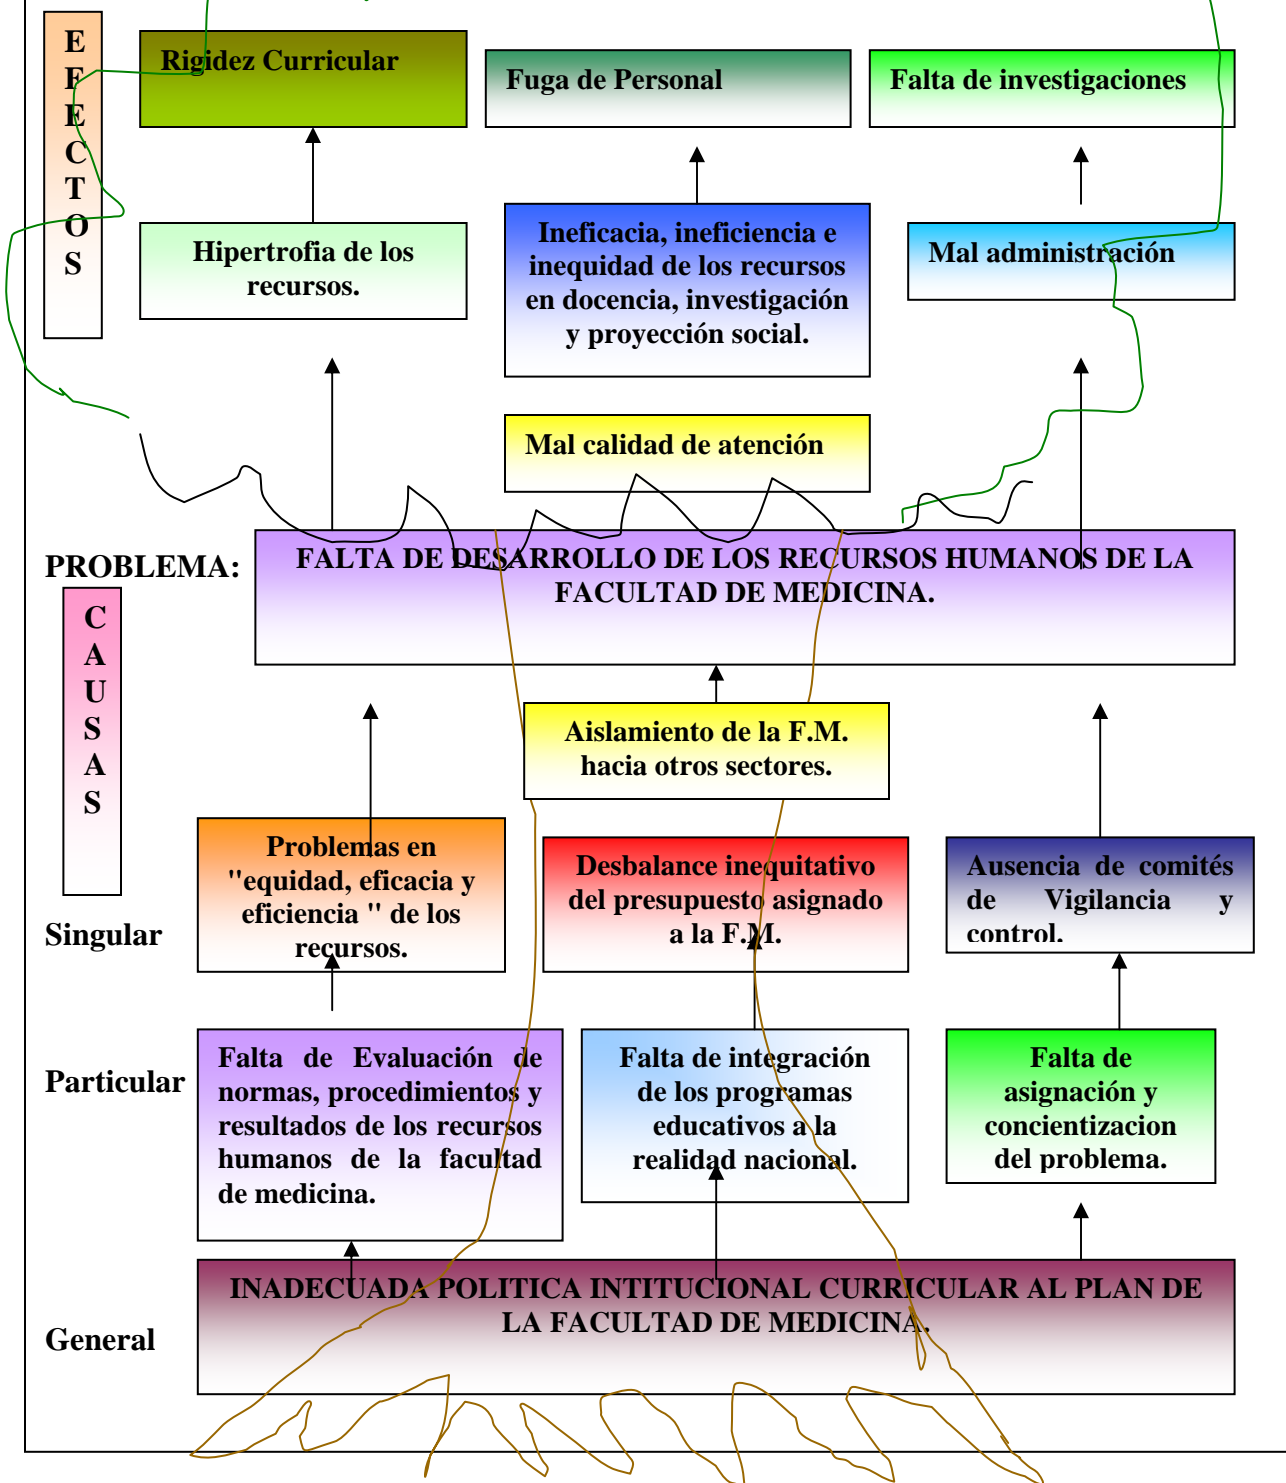 E
F
E
C
T
O
S
Rigidez Curricular
Fuga de Personal
Falta de investigaciones
Hipertrofia de los
recursos.
Ineficacia, ineficiencia e
inequidad de los recursos
en docencia, investigación
y proyección social.
Mal administración
Mal calidad de atención
PROBLEMA:
FALTA DE DESARROLLO DE LOS RECURSOS HUMANOS DE LA
FACULTAD DE MEDICINA.
C
A
U
S
A
S
Aislamiento de la F.M.
hacia otros sectores.
Singular
Problemas en
"equidad, eficacia y
eficiencia " de los
recursos.
Desbalance inequitativo
del presupuesto asignado
a la F.M.
Ausencia de comités
de Vigilancia y
control.
Particular
Falta de Evaluación de
normas, procedimientos y
resultados de los recursos
humanos de la facultad
de medicina.
Falta de integración
de los programas
educativos a la
realidad nacional.
Falta de
asignación y
concientizacion
del problema.
General
INADECUADA POLITICA INTITUCIONAL CURRICULAR AL PLAN DE
LA FACULTAD DE MEDICINA.